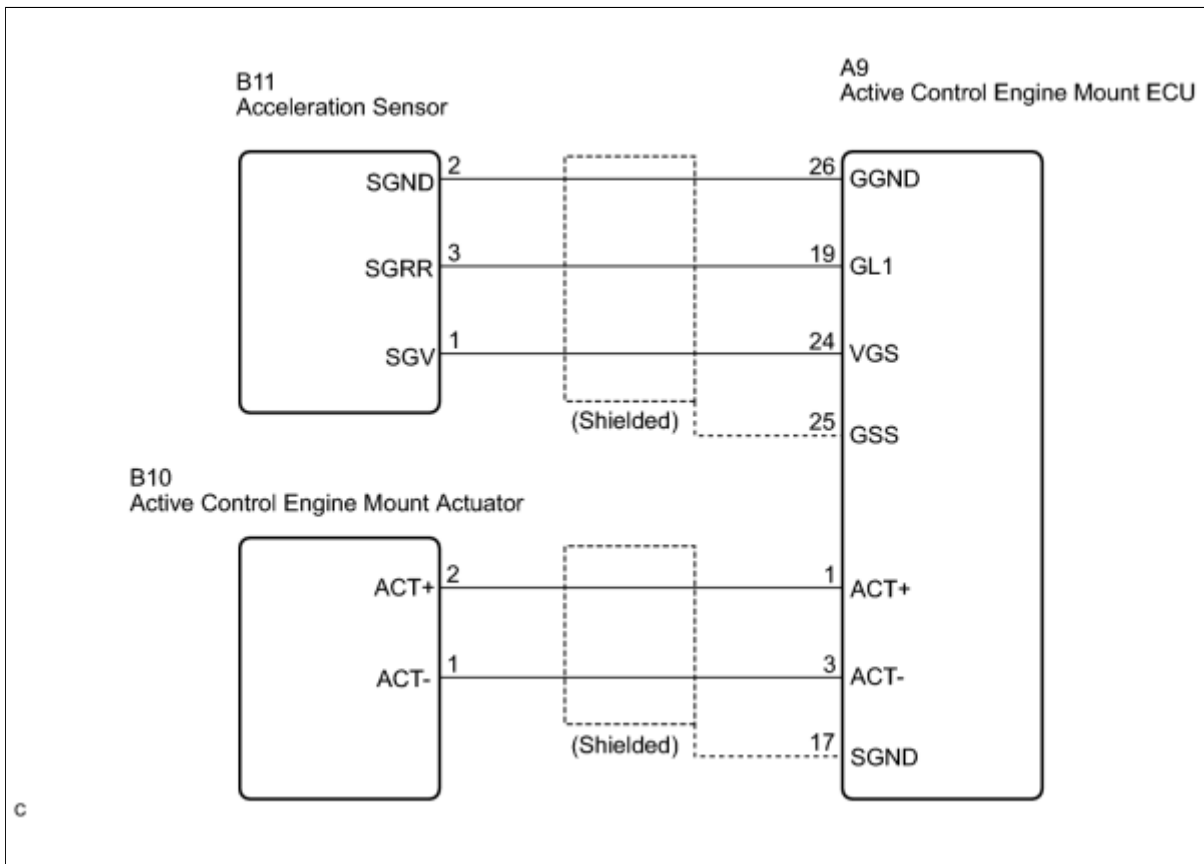 B11
Acceleration Sensor
A9
Active Control Engine Mount ECU
SGND 2 26 GGND
SGRR 3 19 GL1
SGV 1 24 VGS
(Shielded) 25 GSS
B10
Active Control Engine Mount Actuator
ACT+ 2 1 ACT+
ACT- 1 3 ACT-
(Shielded) 17 SGND
c